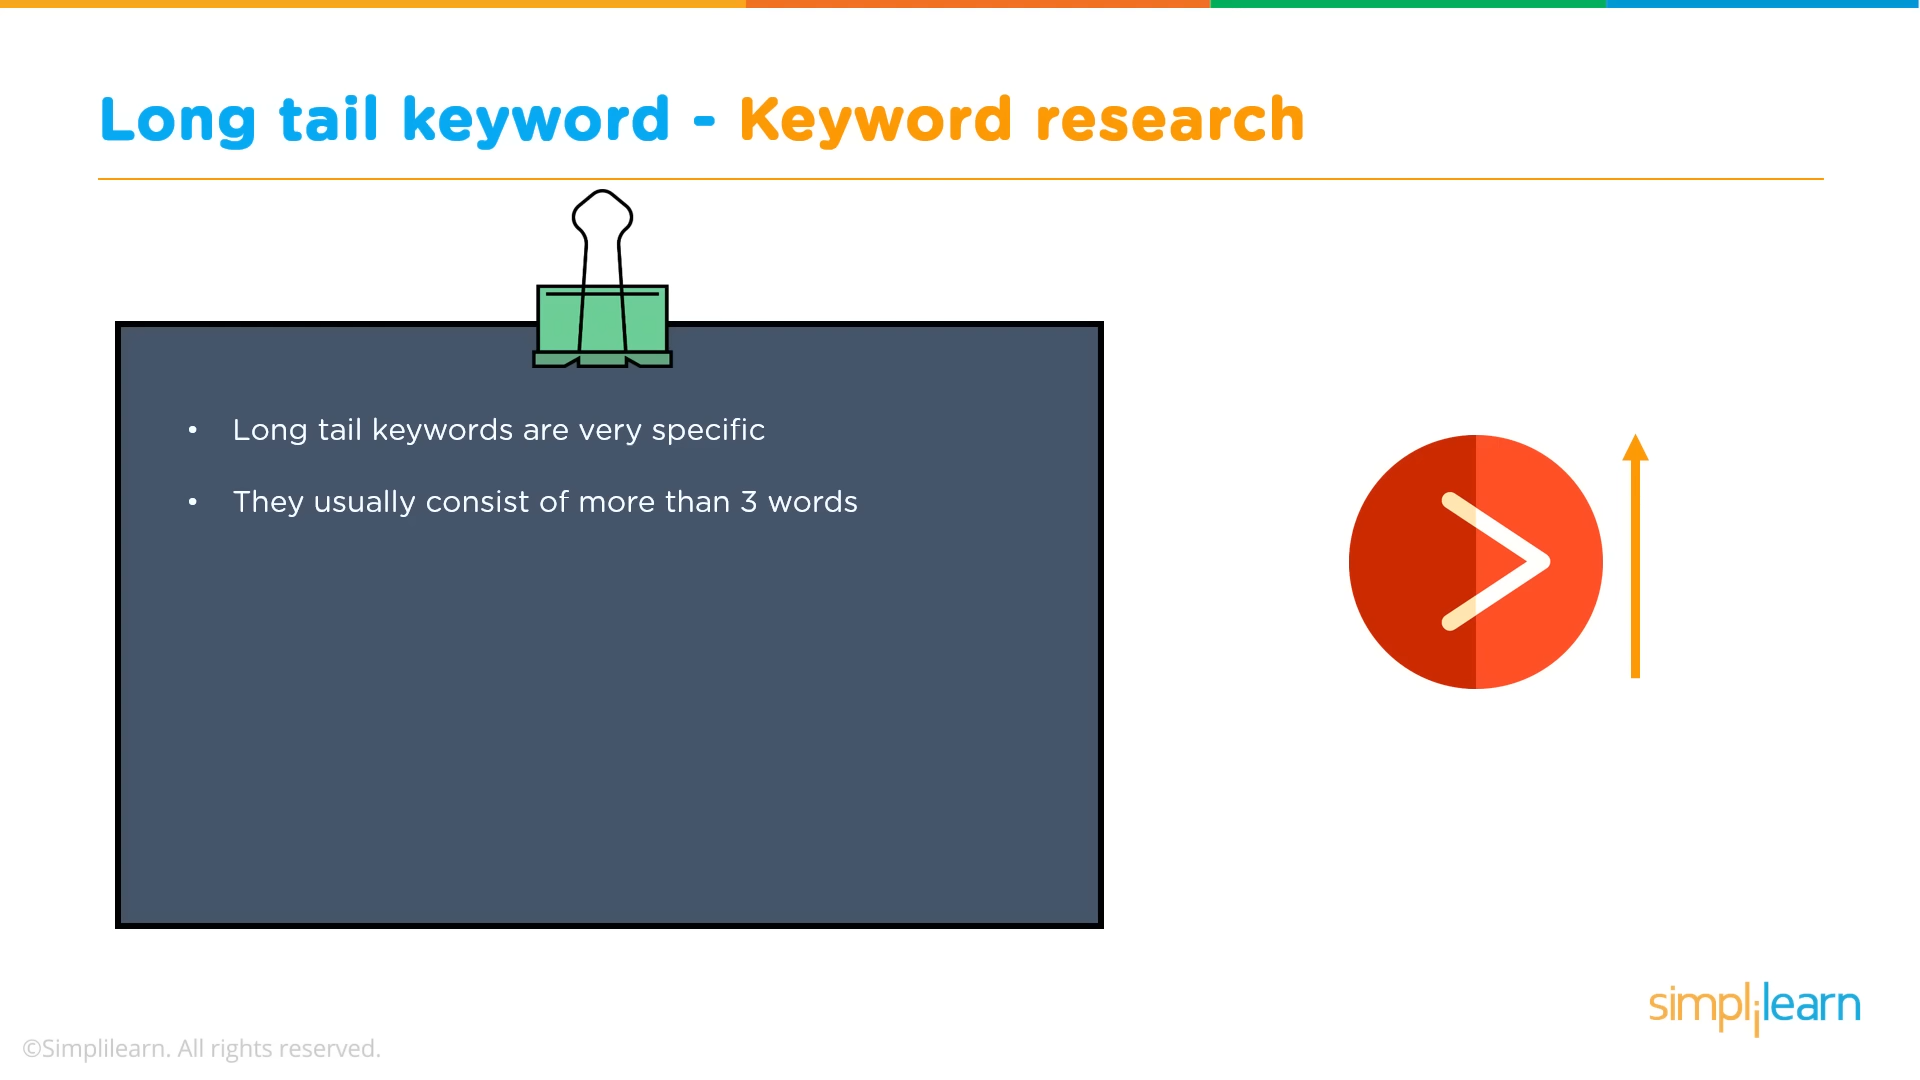 Long tail keyword - Keyword research
• Long tail keywords are very specific
• They usually consist of more than 3 words
simplilearn
©Simplilearn. All rights reserved.